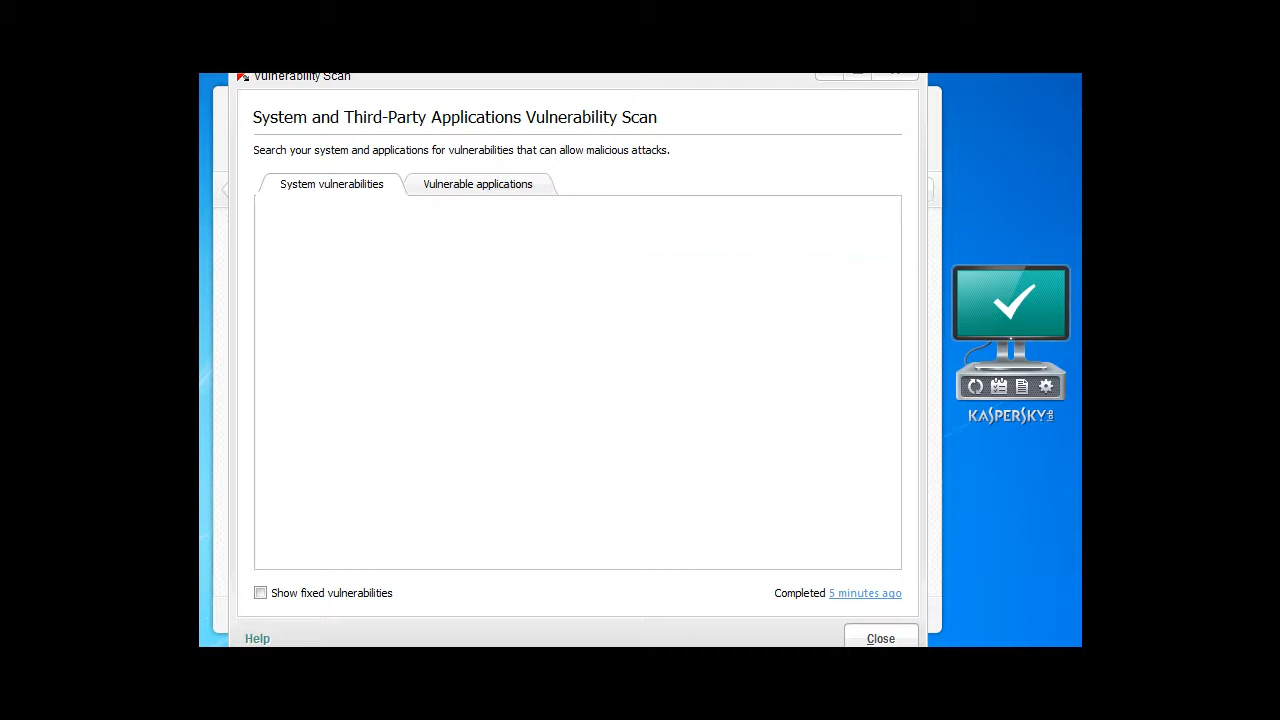 Vulnerability Scan
System and Third-Party Applications Vulnerability Scan
Search your system and applications for vulnerabilities that can allow malicious attacks.
System vulnerabilities
Vulnerable applications
KASPERSKY lab
Show fixed vulnerabilities
Completed 5 minutes ago
Help
Close